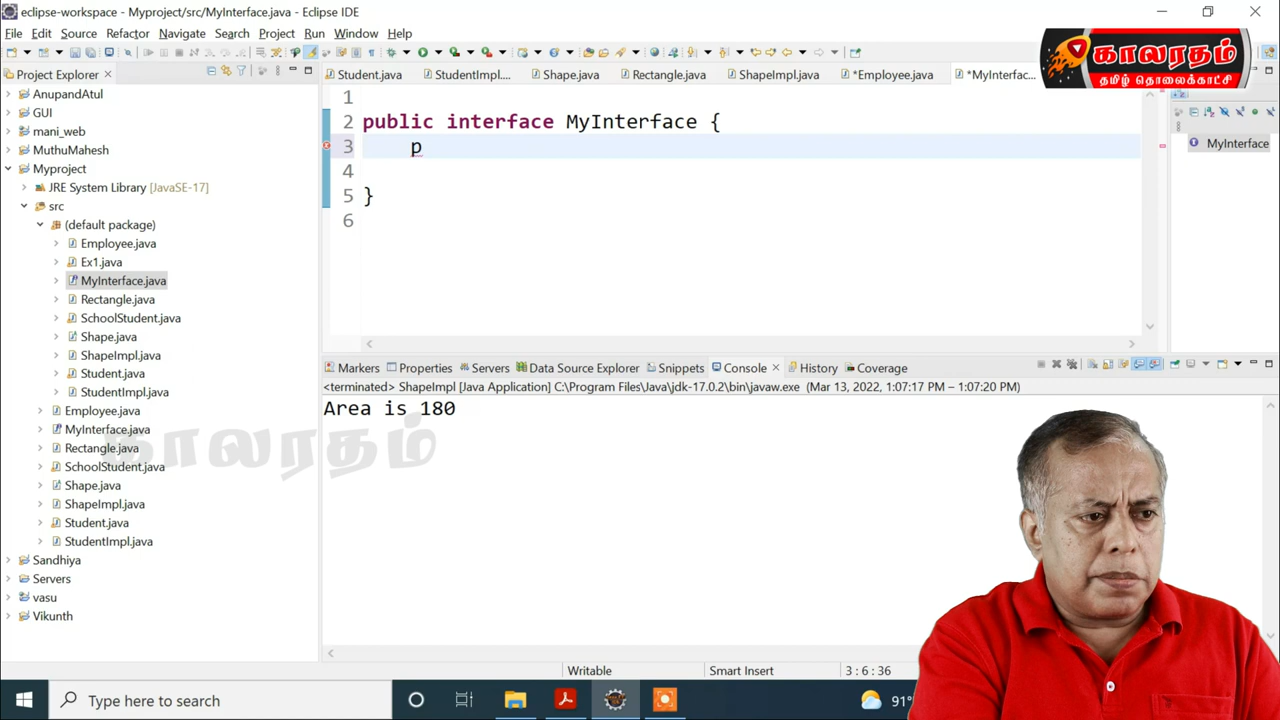 eclipse-workspace - Myproject/src/MyInterface.java - Eclipse IDE
File Edit Source Refactor Navigate Search Project Run Window Help
காலரதம்
தமிழ் தொலைக்காட்சி
Project Explorer
Student.java StudentImpl.... Shape.java Rectangle.java ShapeImpl.java *Employee.java *MyInterfac...
AnupandAtul
GUI
mani_web
MuthuMahesh
Myproject
JRE System Library [JavaSE-17]
src
(default package)
Employee.java
Ex1.java
MyInterface.java
Rectangle.java
SchoolStudent.java
Shape.java
ShapeImpl.java
Student.java
StudentImpl.java
Employee.java
MyInterface.java
Rectangle.java
SchoolStudent.java
Shape.java
ShapeImpl.java
Student.java
StudentImpl.java
Sandhiya
Servers
vasu
Vikunth
1
2 public interface MyInterface {
3 p
4
5 }
6
MyInterface
Markers Properties Servers Data Source Explorer Snippets Console History Coverage
<terminated> ShapeImpl [Java Application] C:\Program Files\Java\jdk-17.0.2\bin\javaw.exe (Mar 13, 2022, 1:07:17 PM – 1:07:20 PM)
Area is 180
காலரதம்
Writable Smart Insert 3 : 6 : 36
Type here to search
91°